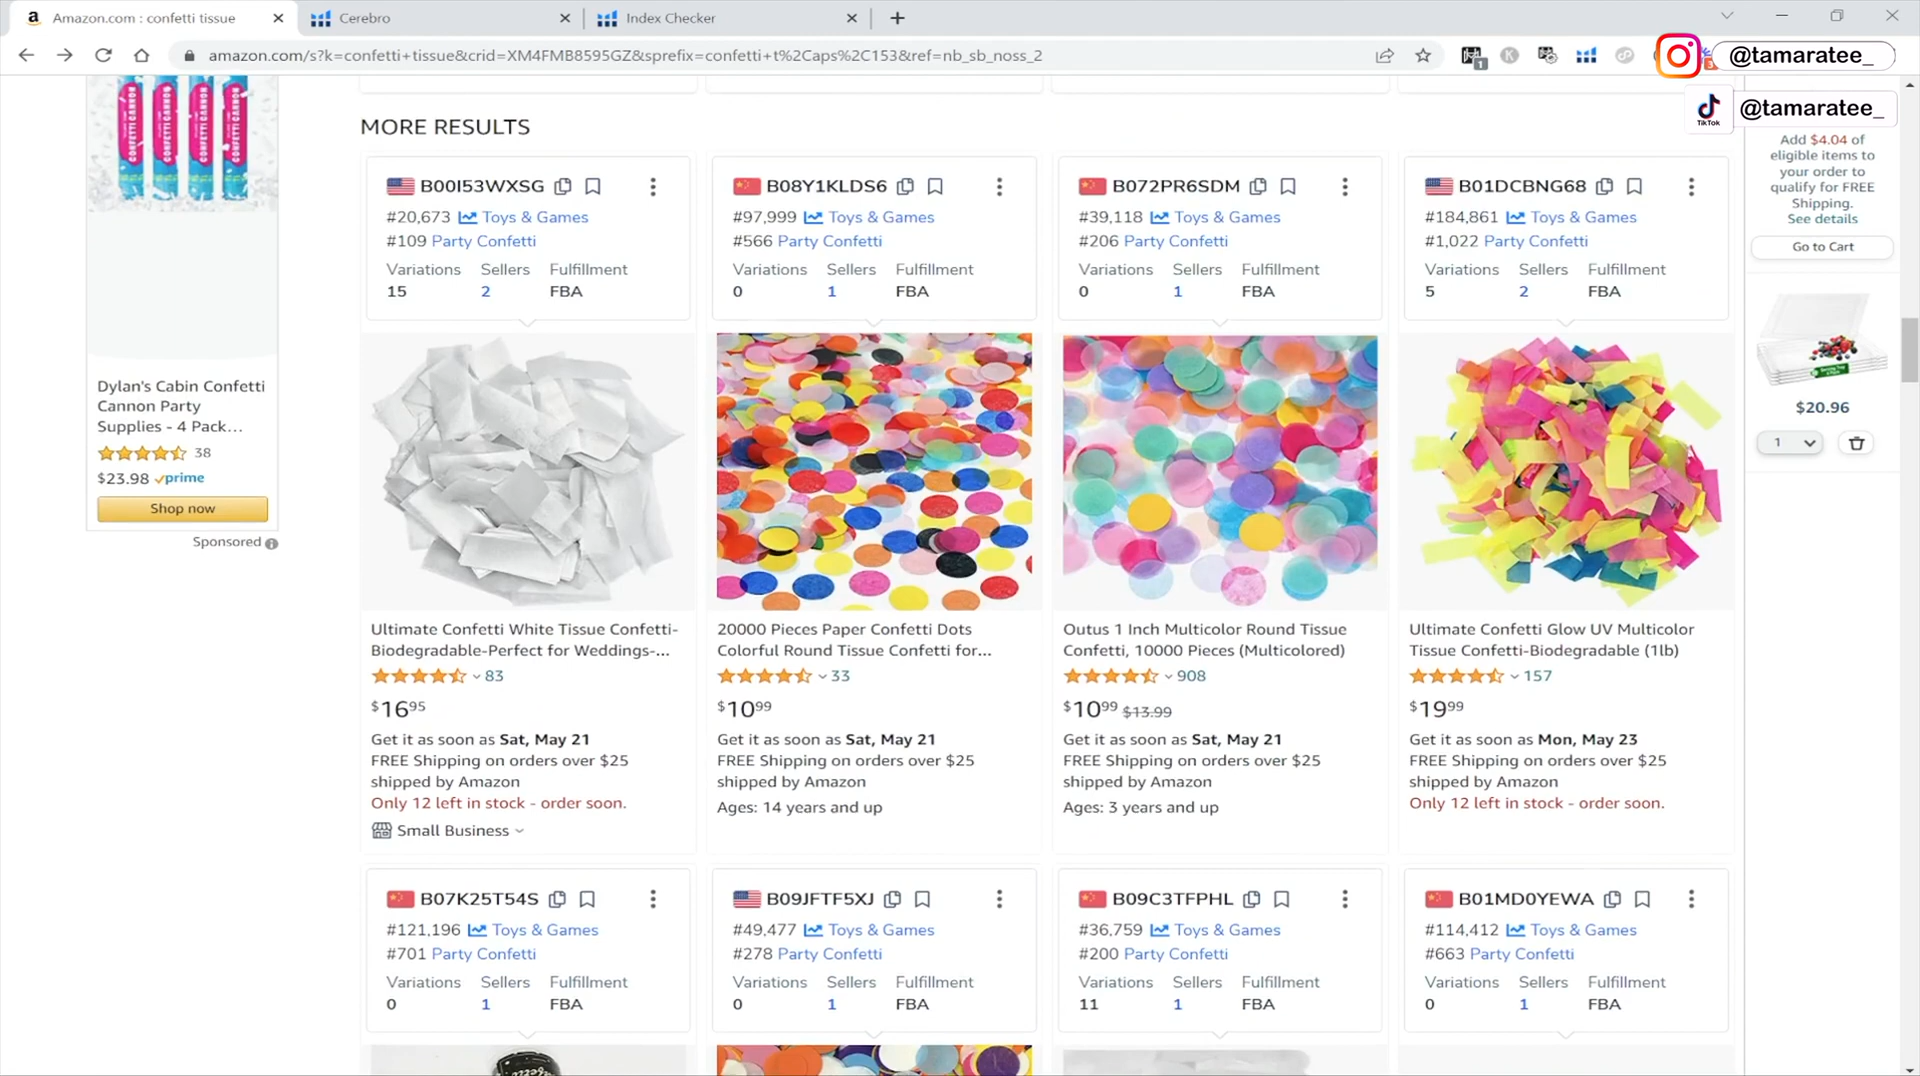 Amazon.com : confetti tissue
Cerebro
Index Checker
amazon.com/s?k=confetti+tissue&crid=XM4FMB8595GZ&sprefix=confetti+t%2Caps%2C153&ref=nb_sb_noss_2
1
@tamaratee_
TikTok
@tamaratee_
CONFETTI CANNON
CONFETTI CANNON
CONFETTI CANNON
CONFETTI CANNON
Dylan's Cabin Confetti
Cannon Party
Supplies - 4 Pack...
38
$23.98 prime
Shop now
Sponsored
MORE RESULTS
B00I53WXSG
#20,673 Toys & Games
#109 Party Confetti
Variations Sellers Fulfillment
15 2 FBA
Ultimate Confetti White Tissue Confetti-
Biodegradable-Perfect for Weddings-...
83
$1695
Get it as soon as Sat, May 21
FREE Shipping on orders over $25
shipped by Amazon
Only 12 left in stock - order soon.
Small Business
B08Y1KLDS6
#97,999 Toys & Games
#566 Party Confetti
Variations Sellers Fulfillment
0 1 FBA
20000 Pieces Paper Confetti Dots
Colorful Round Tissue Confetti for...
33
$1099
Get it as soon as Sat, May 21
FREE Shipping on orders over $25
shipped by Amazon
Ages: 14 years and up
B072PR6SDM
#39,118 Toys & Games
#206 Party Confetti
Variations Sellers Fulfillment
0 1 FBA
Outus 1 Inch Multicolor Round Tissue
Confetti, 10000 Pieces (Multicolored)
908
$1099 $13.99
Get it as soon as Sat, May 21
FREE Shipping on orders over $25
shipped by Amazon
Ages: 3 years and up
B01DCBNG68
#184,861 Toys & Games
#1,022 Party Confetti
Variations Sellers Fulfillment
5 2 FBA
Ultimate Confetti Glow UV Multicolor
Tissue Confetti-Biodegradable (1lb)
157
$1999
Get it as soon as Mon, May 23
FREE Shipping on orders over $25
shipped by Amazon
Only 12 left in stock - order soon.
B07K25T54S
#121,196 Toys & Games
#701 Party Confetti
Variations Sellers Fulfillment
0 1 FBA
B09JFTF5XJ
#49,477 Toys & Games
#278 Party Confetti
Variations Sellers Fulfillment
0 1 FBA
B09C3TFPHL
#36,759 Toys & Games
#200 Party Confetti
Variations Sellers Fulfillment
11 1 FBA
B01MD0YEWA
#114,412 Toys & Games
#663 Party Confetti
Variations Sellers Fulfillment
0 1 FBA
Add $4.04 of
eligible items to
your order to
qualify for FREE
Shipping.
See details
Go to Cart
$20.96
1